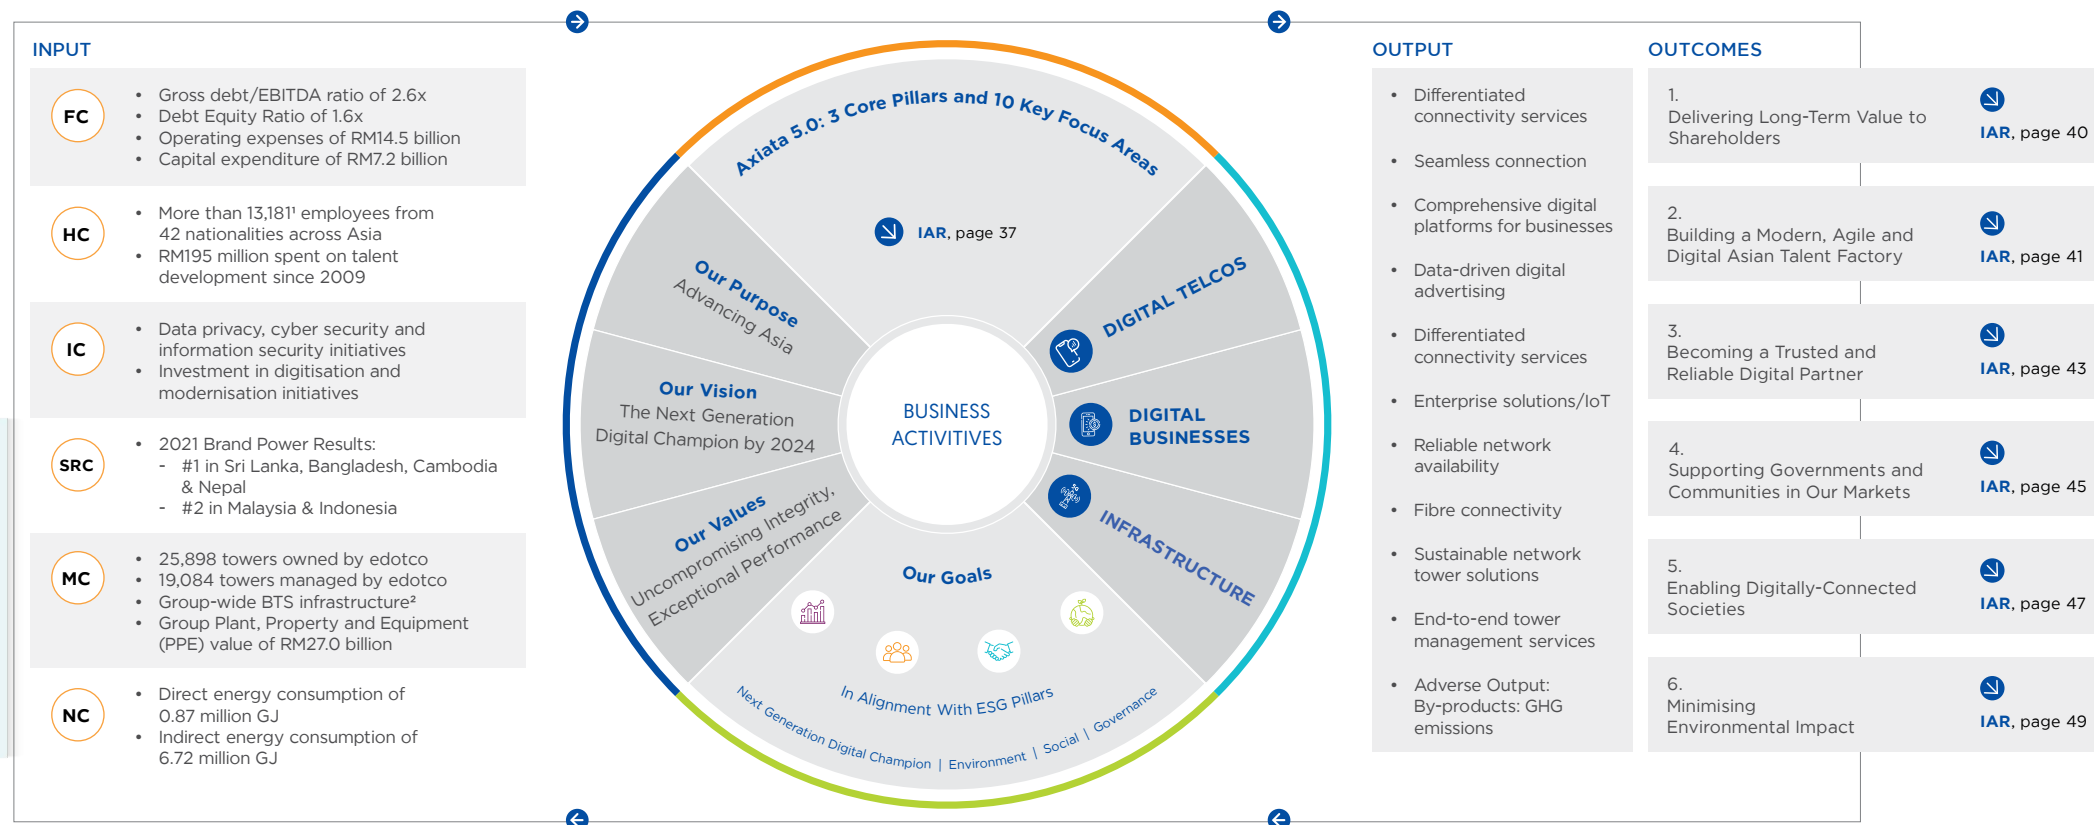 INPUT
FC
• Gross debt/EBITDA ratio of 2.6x
• Debt Equity Ratio of 1.6x
• Operating expenses of RM14.5 billion
• Capital expenditure of RM7.2 billion
HC
• More than 13,181¹ employees from
42 nationalities across Asia
• RM195 million spent on talent
development since 2009
IC
• Data privacy, cyber security and
information security initiatives
• Investment in digitisation and
modernisation initiatives
SRC
• 2021 Brand Power Results:
- #1 in Sri Lanka, Bangladesh, Cambodia
& Nepal
- #2 in Malaysia & Indonesia
MC
• 25,898 towers owned by edotco
• 19,084 towers managed by edotco
• Group-wide BTS infrastructure²
• Group Plant, Property and Equipment
(PPE) value of RM27.0 billion
NC
• Direct energy consumption of
0.87 million GJ
• Indirect energy consumption of
6.72 million GJ
Axiata 5.0: 3 Core Pillars and 10 Key Focus Areas
IAR, page 37
Our Purpose
Advancing Asia
Our Vision
The Next Generation
Digital Champion by 2024
Our Values
Uncompromising Integrity,
Exceptional Performance
BUSINESS
ACTIVITIVES
DIGITAL TELCOS
DIGITAL
BUSINESSES
5G
INFRASTRUCTURE
Our Goals
In Alignment With ESG Pillars
Next Generation Digital Champion | Environment | Social | Governance
OUTPUT
• Differentiated
connectivity services
• Seamless connection
• Comprehensive digital
platforms for businesses
• Data-driven digital
advertising
• Differentiated
connectivity services
• Enterprise solutions/IoT
• Reliable network
availability
• Fibre connectivity
• Sustainable network
tower solutions
• End-to-end tower
management services
• Adverse Output:
By-products: GHG
emissions
OUTCOMES
1.
Delivering Long-Term Value to
Shareholders
IAR, page 40
2.
Building a Modern, Agile and
Digital Asian Talent Factory
IAR, page 41
3.
Becoming a Trusted and
Reliable Digital Partner
IAR, page 43
4.
Supporting Governments and
Communities in Our Markets
IAR, page 45
5.
Enabling Digitally-Connected
Societies
IAR, page 47
6.
Minimising
Environmental Impact
IAR, page 49